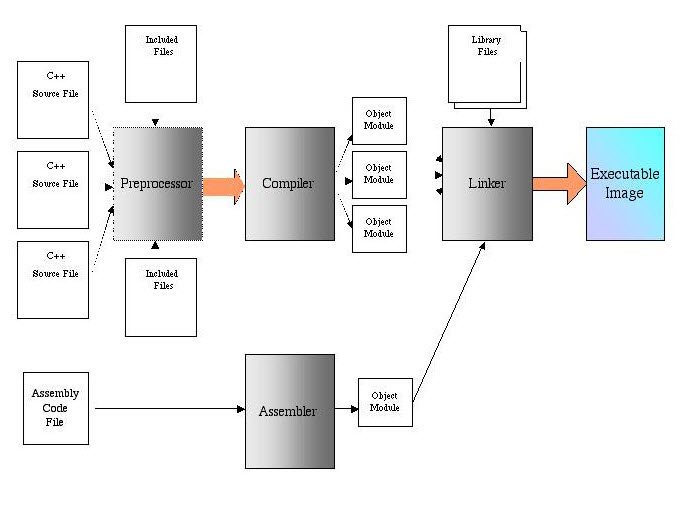 Included
Files
Library
Files
C++
Source File
Object
Module
C++
Source File
Preprocessor
Compiler
Object
Module
Linker
Executable
Image
Object
Module
C++
Source File
Included
Files
Assembly
Code
File
Assembler
Object
Module